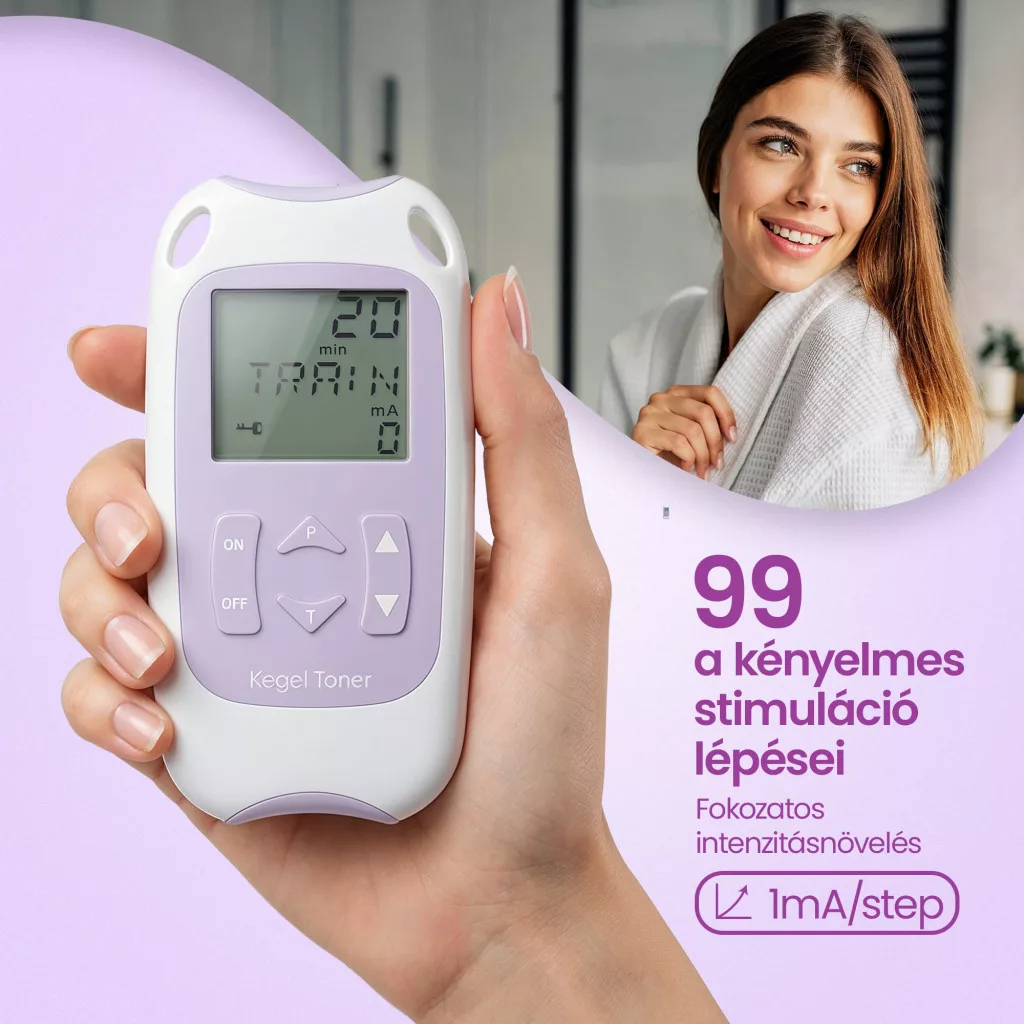 20
min
TRAIN
mA
0
ON
P
OFF
T
Kegel Toner
99
a kényelmes
stimuláció
lépései
Fokozatos
intenzitásnövelés
1mA/step